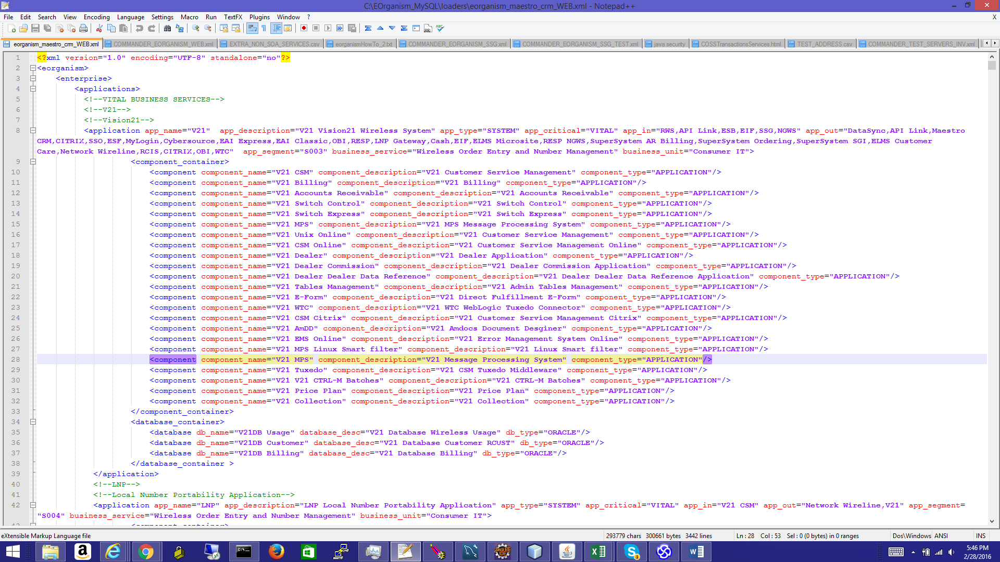 C:\EOrganism_MySQL\loaders\eorganism_maestro_crm_WEB.xml - Notepad++
File Edit Search View Encoding Language Settings Macro Run TextFX Plugins Window ? X
eorganism_maestro_crm_WEB.xml COMMANDER_EORGANISM_WEB.xml EXTRA_NON_SOA_SERVICES.csv eorganismHowTo_2.txt COMMANDER_EORGANISM_SSG.xml COMMANDER_EORGANISM_SSG_TEST.xml java.security COSSTransactionsServices.html TEST_ADDRESS.csv COMMANDER_TEST_SERVERS_INV.xml
1 <?xml version="1.0" encoding="UTF-8" standalone="no"?>
2 <eorganism>
3 <enterprise>
4 <applications>
5 <!--VITAL BUSINESS SERVICES-->
6 <!--V21-->
7 <!--Vision21-->
8 <application app_name="V21"  app_description="V21 Vision21 Wireless System" app_type="SYSTEM" app_critical="VITAL" app_in="RWS,API Link,ESB,EIF,SSG,NGWS" app_out="DataSync,API Link,Maestro
CRM,CITRIX,SSO,ESF,MyLogin,Cybersource,EAI Express,EAI Classic,OBI,RESP,LNP Gateway,Cash,EIF,ELMS Microsite,RESP NGWS,SuperSystem AR Billing,SuperSystem Ordering,SuperSystem SGI,ELMS Customer
Care,Network Wireline,RCIS,CITRIX,OBI,WTC"  app_segment="S003" business_service="Wireless Order Entry and Number Management" business_unit="Consumer IT">
9 <component_container>
10 <component component_name="V21 CSM" component_description="V21 Customer Service Management" component_type="APPLICATION"/>
11 <component component_name="V21 Billing" component_description="V21 Billing" component_type="APPLICATION"/>
12 <component component_name="V21 Accounts Receivable" component_description="V21 Accounts Receivable" component_type="APPLICATION"/>
13 <component component_name="V21 Switch Control" component_description="V21 Switch Control" component_type="APPLICATION"/>
14 <component component_name="V21 Switch Express" component_description="V21 Switch Express" component_type="APPLICATION"/>
15 <component component_name="V21 MPS" component_description="V21 MPS Message Processing System" component_type="APPLICATION"/>
16 <component component_name="V21 Unix Online" component_description="V21 Customer Service Management" component_type="APPLICATION"/>
17 <component component_name="V21 CSM Online" component_description="V21 Customer Service Management Online" component_type="APPLICATION"/>
18 <component component_name="V21 Dealer" component_description="V21 Dealer Application" component_type="APPLICATION"/>
19 <component component_name="V21 Dealer Commission" component_description="V21 Dealer Commission Application" component_type="APPLICATION"/>
20 <component component_name="V21 Dealer Dealer Data Reference" component_description="V21 Dealer Dealer Data Reference Application" component_type="APPLICATION"/>
21 <component component_name="V21 Tables Management" component_description="V21 Admin Tables Management" component_type="APPLICATION"/>
22 <component component_name="V21 E-Form" component_description="V21 Direct Fulfillment E-Form" component_type="APPLICATION"/>
23 <component component_name="V21 WTC" component_description="V21 WTC WebLogic Tuxedo Connector" component_type="APPLICATION"/>
24 <component component_name="V21 CSM Citrix" component_description="V21 Customer Service Management Citrix" component_type="APPLICATION"/>
25 <component component_name="V21 AmDD" component_description="V21 Amdocs Document Desginer" component_type="APPLICATION"/>
26 <component component_name="V21 EMS Online" component_description="V21 Error Management System Online" component_type="APPLICATION"/>
27 <component component_name="V21 MPS Linux Smart filter" component_description="V21 Linux Smart filter" component_type="APPLICATION"/>
28 <component component_name="V21 MPS" component_description="V21 Message Processing System" component_type="APPLICATION"/>
29 <component component_name="V21 Tuxedo" component_description="V21 CSM Tuxedo Middleware" component_type="APPLICATION"/>
30 <component component_name="V21 V21 CTRL-M Batches" component_description="V21 CTRL-M Batches" component_type="APPLICATION"/>
31 <component component_name="V21 Price Plan" component_description="V21 Price Plan" component_type="APPLICATION"/>
32 <component component_name="V21 Collection" component_description="V21 Collection" component_type="APPLICATION"/>
33 </component_container>
34 <database_container>
35 <database db_name="V21DB Usage" database_desc="V21 Database Wireless Usage" db_type="ORACLE"/>
36 <database db_name="V21DB Customer" database_desc="V21 Database Customer RCUST" db_type="ORACLE"/>
37 <database db_name="V21DB Billing" database_desc="V21 Database Billing" db_type="ORACLE"/>
38 </database_container >
39 </application>
40 <!--LNP-->
41 <!--Local Number Portability Application-->
42 <application app_name="LNP" app_description="LNP Local Number Portability Application" app_type="SYSTEM" app_critical="VITAL" app_in="V21 CSM" app_out="Network Wireline,V21" app_segment=
"S004" business_service="Wireless Order Entry and Number Management" business_unit="Consumer IT">
eXtensible Markup Language file 293779 chars 300661 bytes 3442 lines Ln : 28 Col : 53 Sel : 0 (0 bytes) in 0 ranges Dos\Windows ANSI INS
5:46 PM
2/28/2016